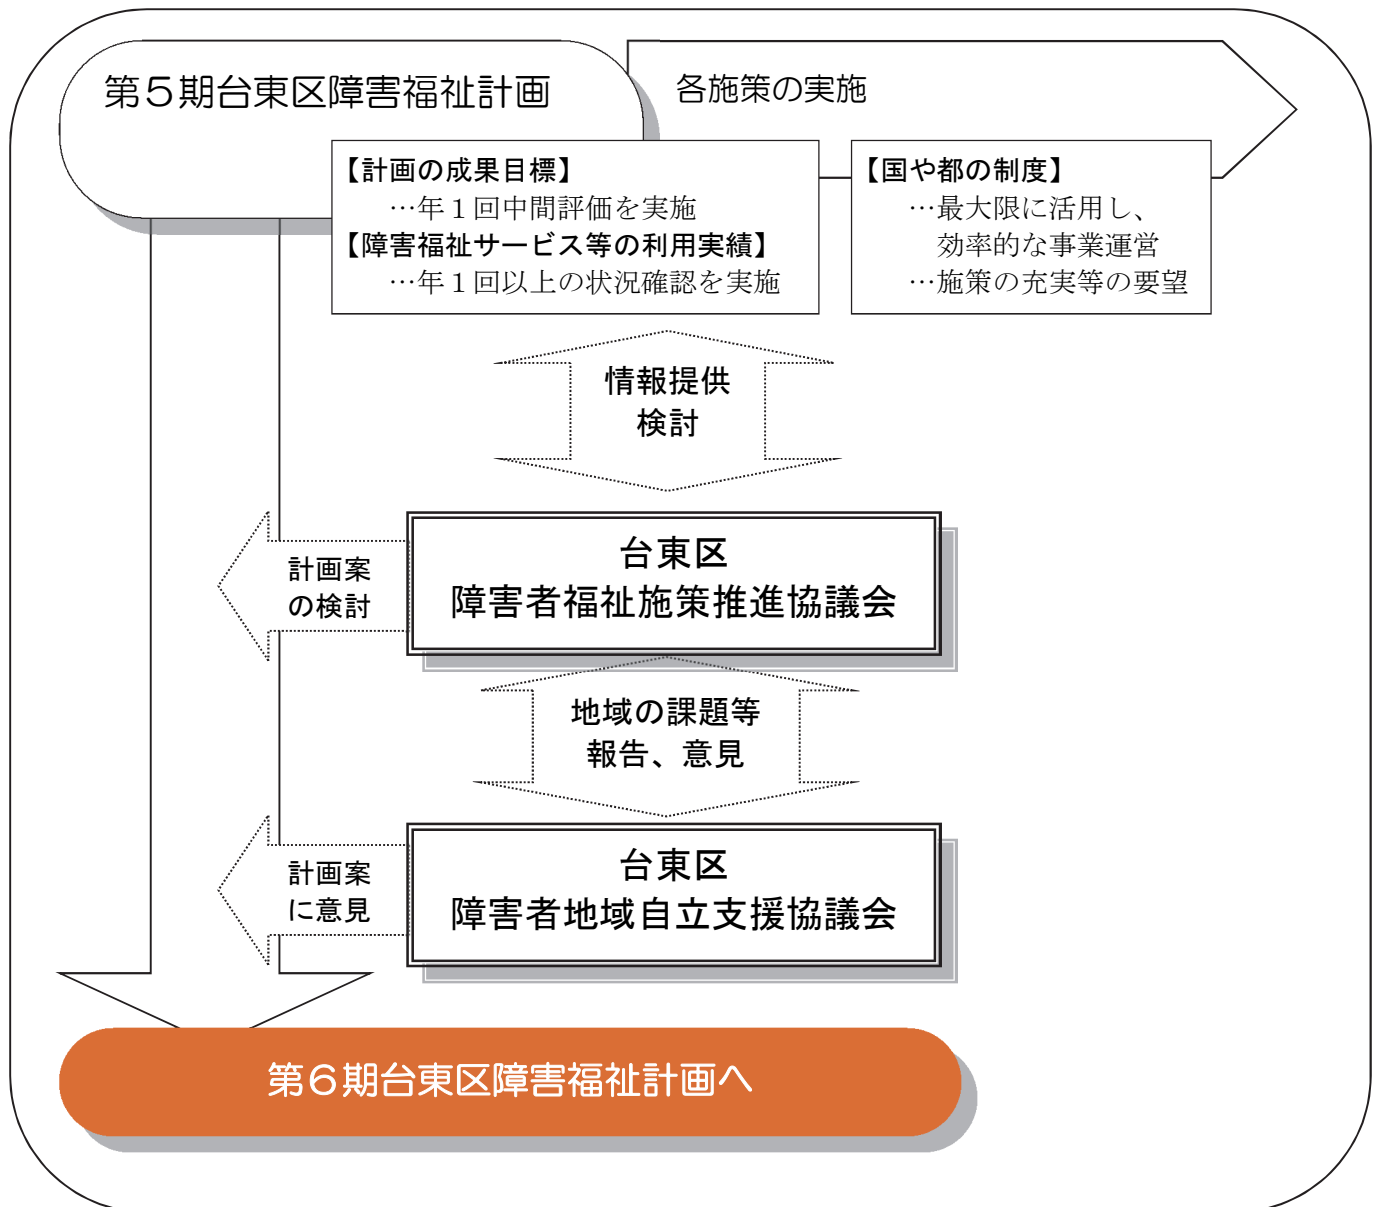 第５期台東区障害福祉計画
各施策の実施
【計画の成果目標】
…年１回中間評価を実施
【障害福祉サービス等の利用実績】
…年１回以上の状況確認を実施
【国や都の制度】
…最大限に活用し、
効率的な事業運営
…施策の充実等の要望
情報提供
検討
計画案
の検討
台東区
障害者福祉施策推進協議会
地域の課題等
報告、意見
計画案
に意見
台東区
障害者地域自立支援協議会
第６期台東区障害福祉計画へ